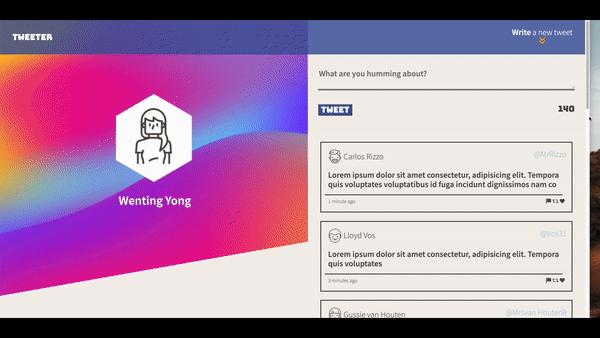 TWEETER
Write a new tweet
Wenting Yong
What are you humming about?
TWEET
140
Carlos Rizzo
@MrRizzo
Lorem ipsum dolor sit amet consectetur, adipisicing elit. Tempora
quis voluptates voluptatibus id fuga incidunt dignissimos nam co
1 minute ago
Lloyd Vos
@Vos31
Lorem ipsum dolor sit amet consectetur, adipisicing elit. Tempora
quis voluptates
3 minutes ago
Gussie van Houten
@MrsvanHouten8